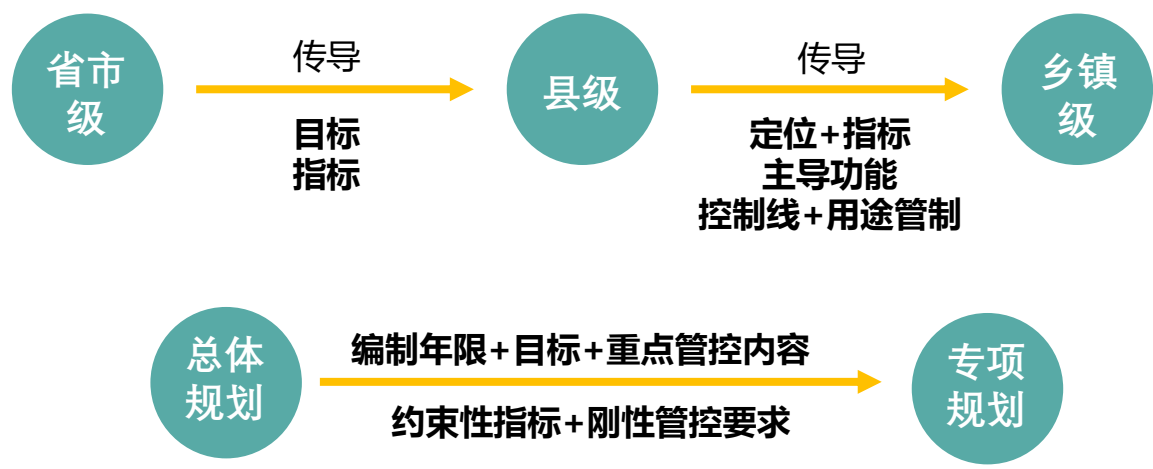 省市
级
传导
目标
指标
县级
传导
定位+指标
主导功能
控制线+用途管制
乡镇
级
总体
规划
编制年限+目标+重点管控内容
约束性指标+刚性管控要求
专项
规划